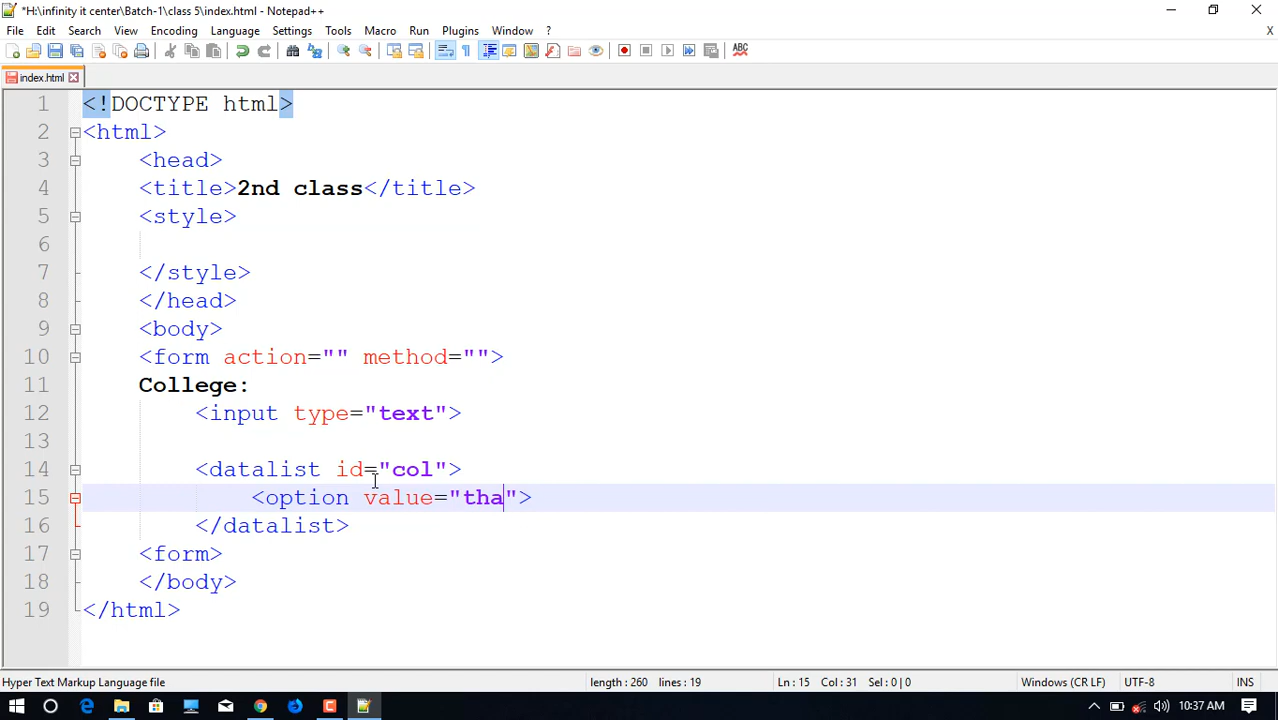 *H:\infinity it center\Batch-1\class 5\index.html - Notepad++
File Edit Search View Encoding Language Settings Tools Macro Run Plugins Window ? X
index.html
1 <!DOCTYPE html>
2 <html>
3 <head>
4 <title>2nd class</title>
5 <style>
6
7 </style>
8 </head>
9 <body>
10 <form action="" method="">
11 College:
12 <input type="text">
13
14 <datalist id="col">
15 <option value="tha">
16 </datalist>
17 <form>
18 </body>
19 </html>
Hyper Text Markup Language file length : 260 lines : 19 Ln : 15 Col : 31 Sel : 0 | 0 Windows (CR LF) UTF-8 INS
10:37 AM